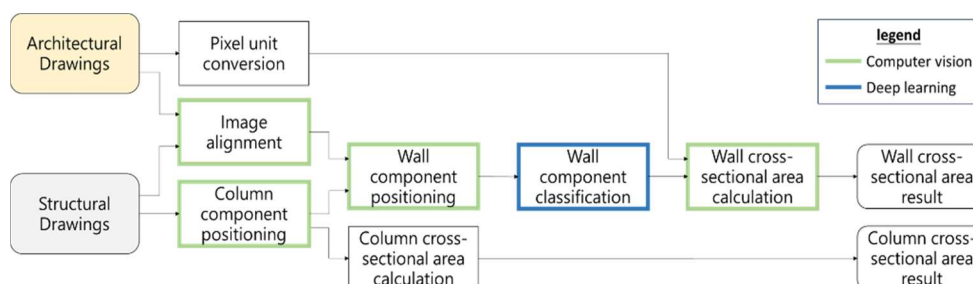 Architectural
Drawings
Pixel unit
conversion
legend
Computer vision
Deep learning
Image
alignment
Wall
component
positioning
Wall
component
classification
Wall cross-
sectional area
calculation
Wall cross-
sectional area
result
Structural
Drawings
Column
component
positioning
Column cross-
sectional area
calculation
Column cross-
sectional area
result